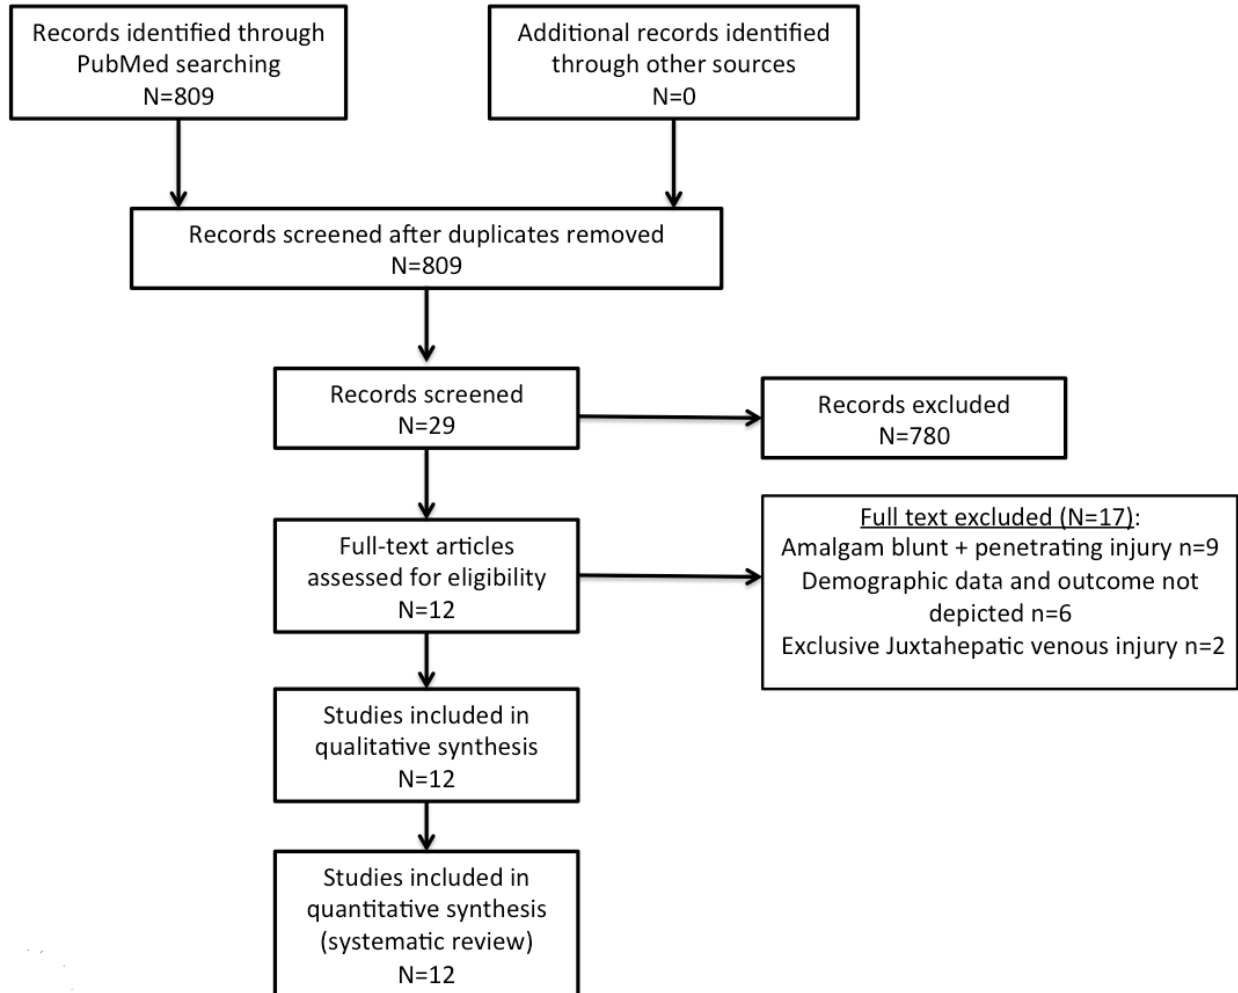 Records identified through
PubMed searching
N=809
Additional records identified
through other sources
N=0
Records screened after duplicates removed
N=809
Records screened
N=29
Records excluded
N=780
Full-text articles
assessed for eligibility
N=12
Full text excluded (N=17):
Amalgam blunt + penetrating injury n=9
Demographic data and outcome not
depicted n=6
Exclusive Juxtahepatic venous injury n=2
Studies included in
qualitative synthesis
N=12
Studies included in
quantitative synthesis
(systematic review)
N=12